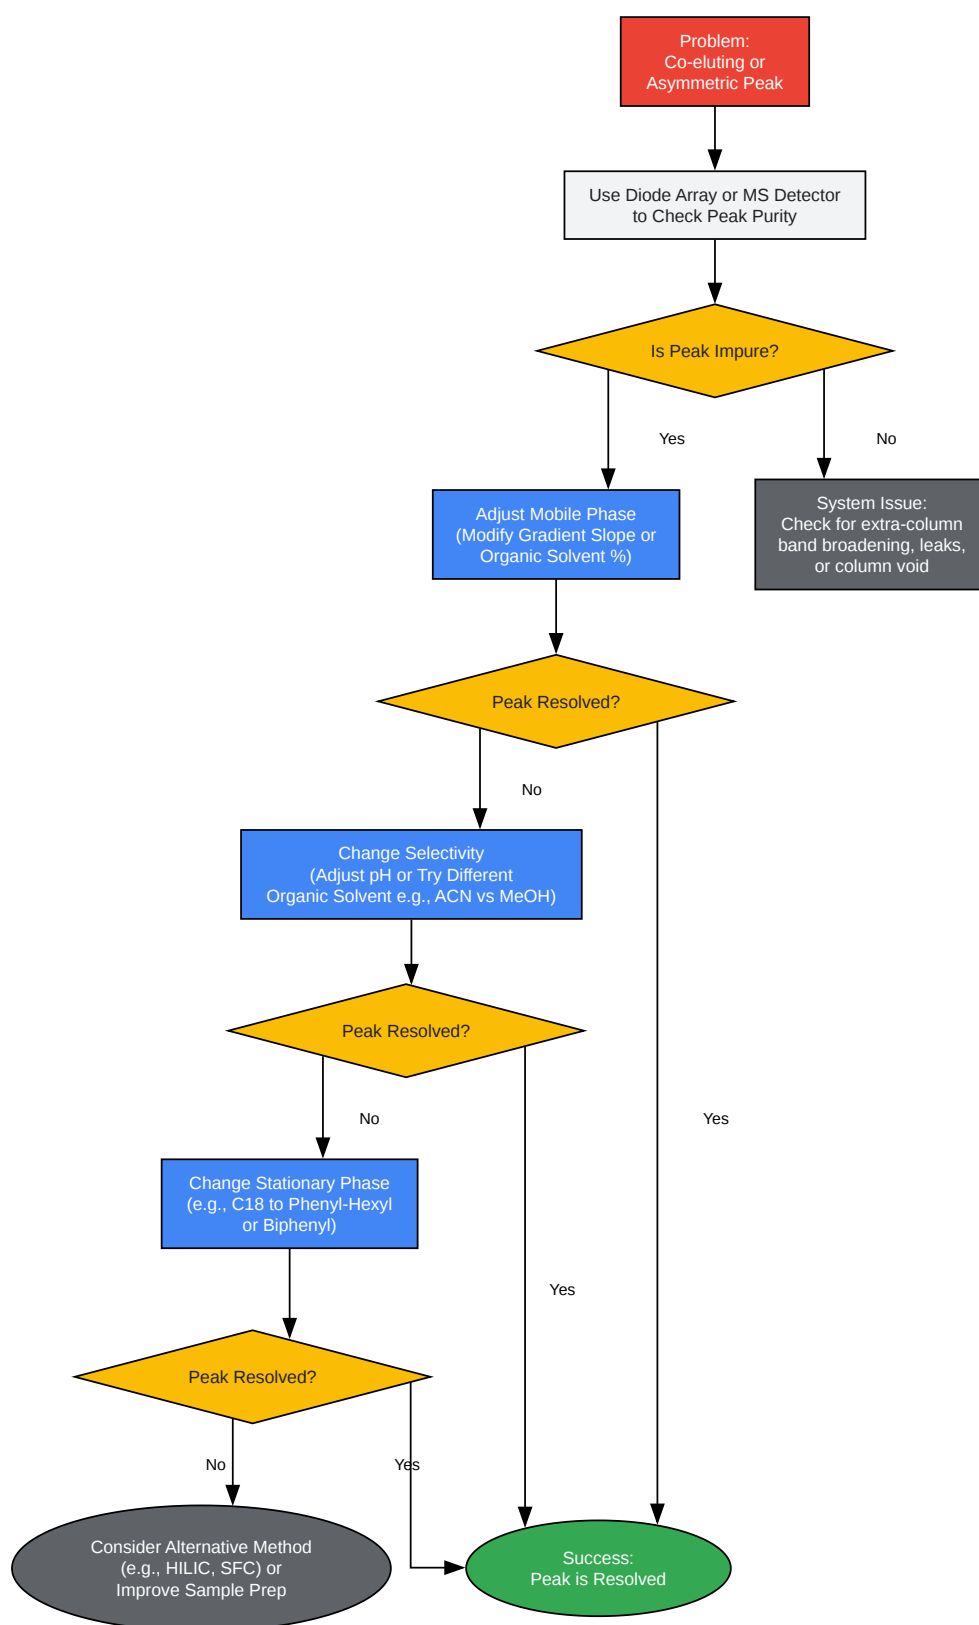 Problem:
Co-eluting or
Asymmetric Peak
Use Diode Array or MS Detector
to Check Peak Purity
Is Peak Impure?
Yes
No
Adjust Mobile Phase
(Modify Gradient Slope or
Organic Solvent %)
System Issue:
Check for extra-column
band broadening, leaks,
or column void
Peak Resolved?
No
Change Selectivity
(Adjust pH or Try Different
Organic Solvent e.g., ACN vs MeOH)
Peak Resolved?
No
Yes
Change Stationary Phase
(e.g., C18 to Phenyl-Hexyl
or Biphenyl)
Yes
Peak Resolved?
No
Yes
Consider Alternative Method
(e.g., HILIC, SFC) or
Improve Sample Prep
Success:
Peak is Resolved